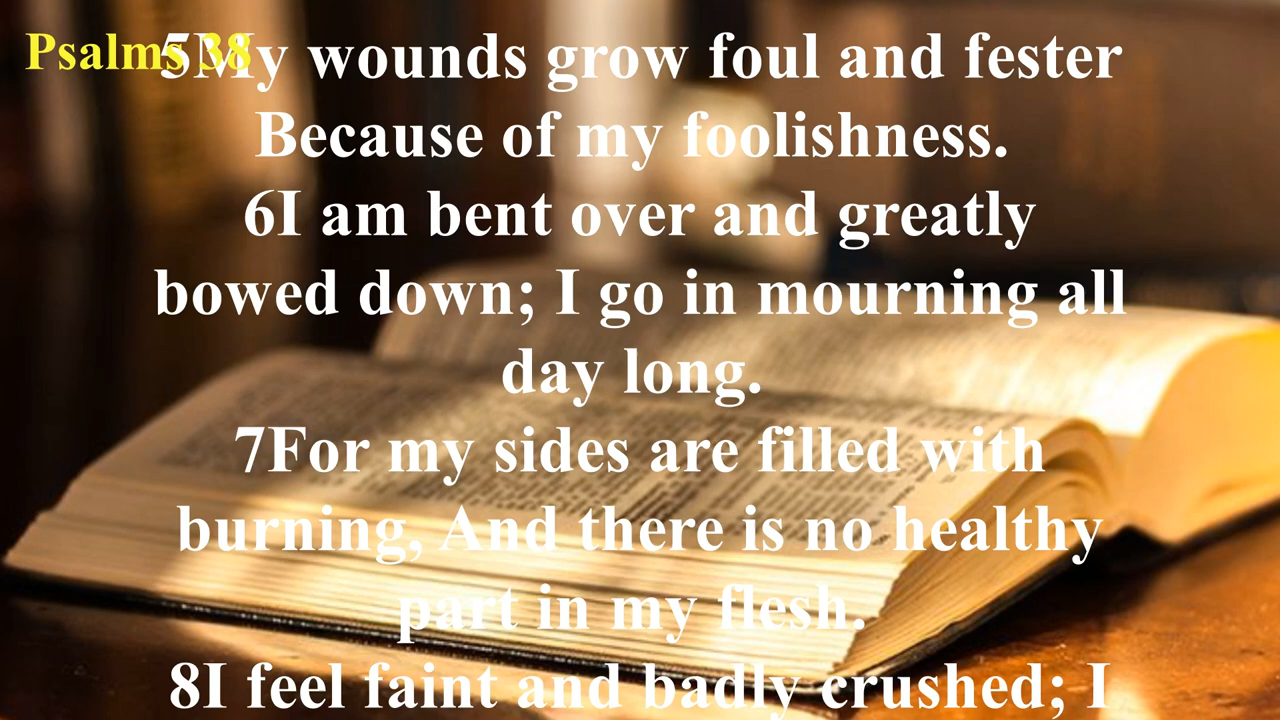 Psalms 38
5My wounds grow foul and fester
Because of my foolishness.
6I am bent over and greatly
bowed down; I go in mourning all
day long.
7For my sides are filled with
burning, And there is no healthy
part in my flesh.
8I feel faint and badly crushed; I